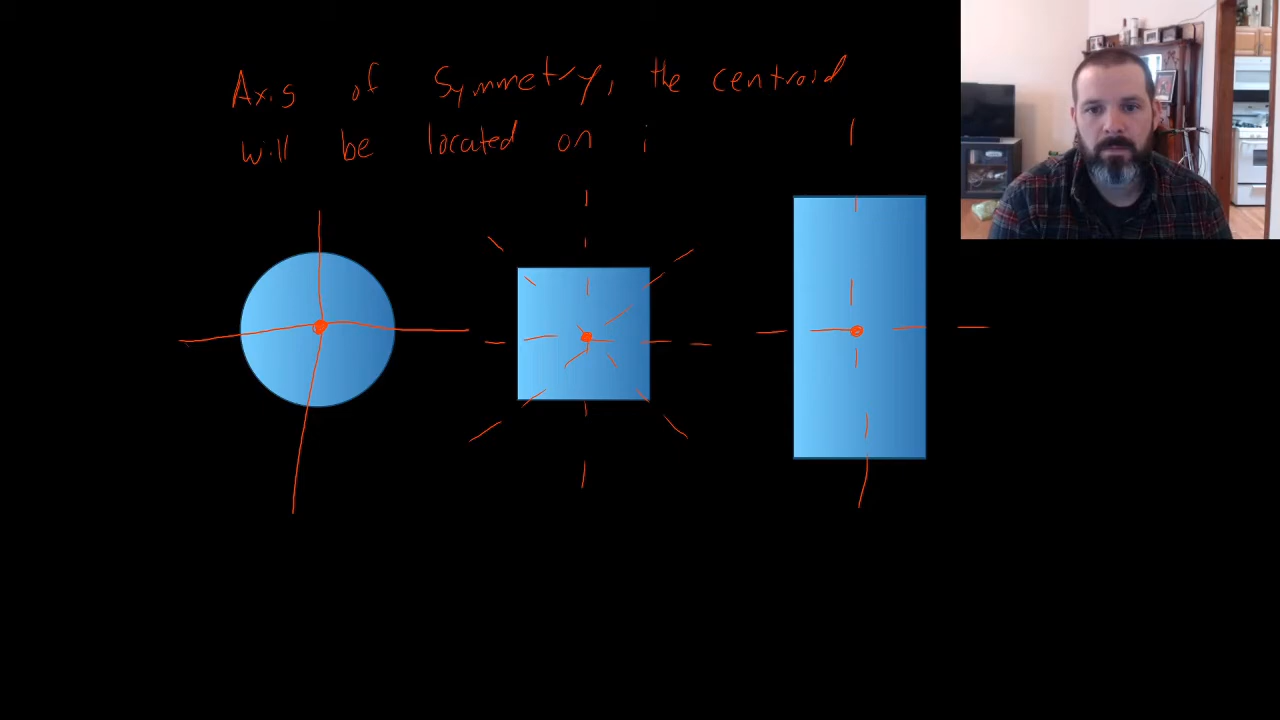 Axis of Symmetry, the centroid
will be located on i